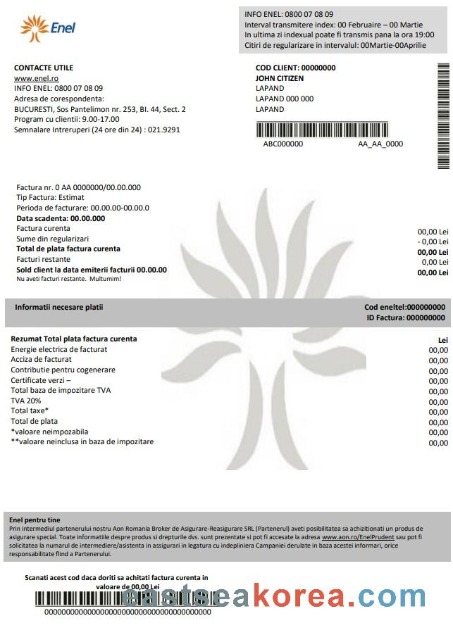 Enel
INFO ENEL: 0800 07 08 09
Interval transmitere index: 00 Februaire – 00 Martie
In ultima zi indexual poate fi transmis pana la ora 19:00
Citiri de regularizare in intervalul: 00Martie-00Aprilie
CONTACTE UTILE
www.enel.ro
INFO ENEL: 0800 07 08 09
Adresa de corespondenta:
BUCURESTI, Sos Pantelimon nr. 253, Bl. 44, Sect. 2
Program cu clientii: 9.00-17.00
Semnalare Intreruperi (24 ore din 24) : 021.9291
COD CLIENT: 00000000
JOHN CITIZEN
LAPAND
LAPAND 000 000
LAPAND
ABC000000 AA_AA_0000
Factura nr. 0 AA 0000000/00.00.000
Tip Factura: Estimat
Perioda de facturare: 00.00.00-00.00.0
Data scadenta: 00.00.000
Factura curenta 00,00 Lei
Sume din regularizari - 0,00 Lei
Total de plata factura curenta 00,00 Lei
Facturi restante 0,00 Lei
Sold client la data emiterii facturii 00.00.00 00,00 Lei
Nu aveti facturi restante. Multumim!
Informatii necesare platii Cod eneltel:000000000
ID Factura: 000000000
Rezumat Total plata factura curenta Lei
Energie electrica de facturat 00,00
Acciza de facturat 00,00
Contributie pentru cogenerare 00,00
Certificate verzi – 00,00
Total baza de impozitare TVA 00,00
TVA 20% 00,00
Total taxe* 00,00
Total de plata 00,00
*valoare neimpozabila 00,00
**valoare neinclusa in baza de impozitare 00,00
Enel pentru tine
Prin intermediul partenerului nostru Aon Romania Broker de Asigurare-Reasigurare SRL (Partenerul) aveti posibilitatea sa achizitionati un produs de
asigurare special. Toate informatiile despre produs si drepturile dvs. sunt prezentate si pot fi accesate la adresa www.aon.ro/EnelPrudent sau pot fi
solicitate la numarul de intermediere/asistenta in asigurari in legatura cu indeplinirea Campaniei derulate in baza acestei informari, orice
responsabilitate fiind a Partenerului.
Scanati acest cod daca doriti sa achitati factura curenta in
valoare de 00,00 Lei
eastseakorea.com